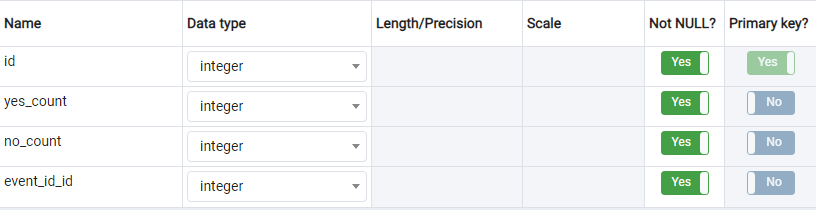 Name Data type Length/Precision Scale Not NULL? Primary key?
id integer Yes Yes
yes_count integer Yes No
no_count integer Yes No
event_id_id integer Yes No